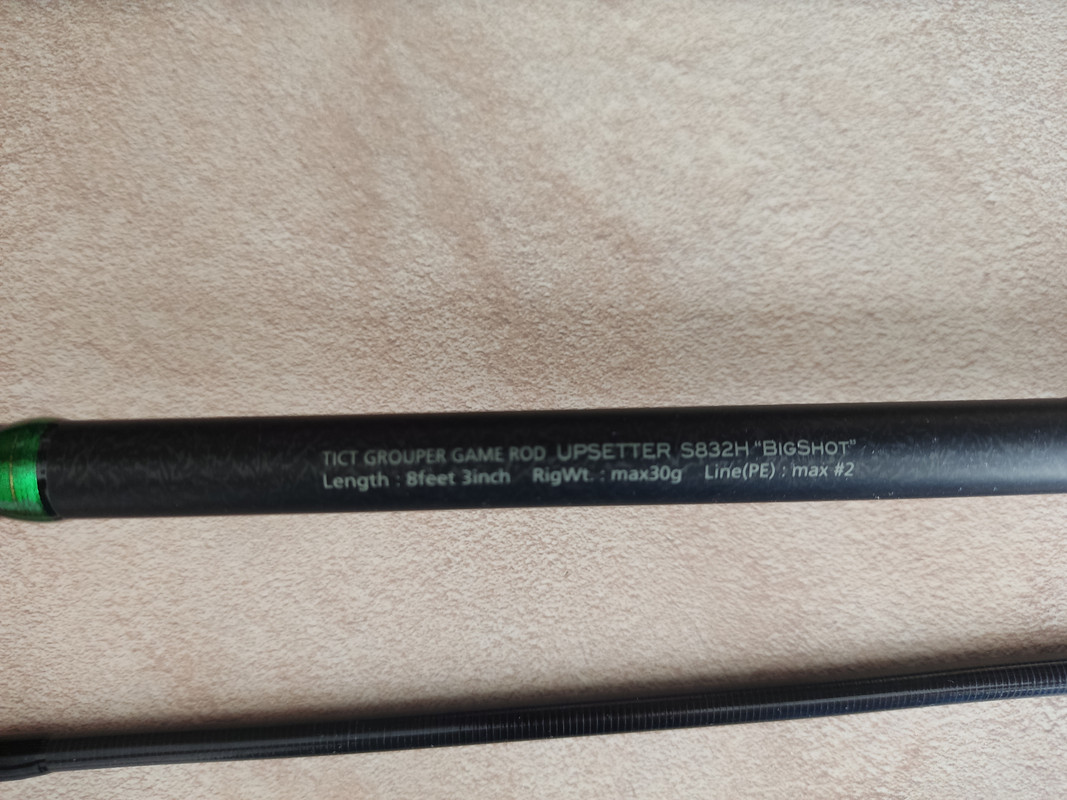 TICT GROUPER GAME ROD UPSETTER S832H “BIGSHOT”
Length : 8feet 3inch RigWt. : max30g Line(PE) : max #2